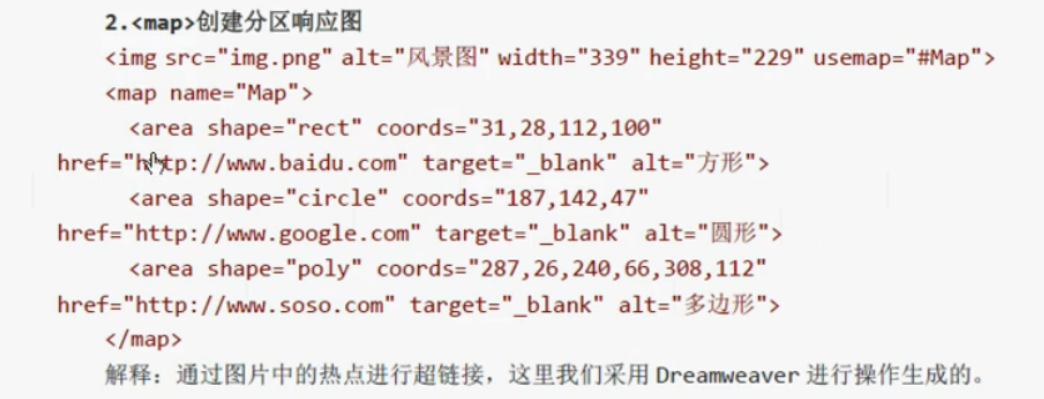 2.<map>创建分区响应图
<img src="img.png" alt="风景图" width="339" height="229" usemap="#Map">
<map name="Map">
<area shape="rect" coords="31,28,112,100"
href="http://www.baidu.com" target="_blank" alt="方形">
<area shape="circle" coords="187,142,47"
href="http://www.google.com" target="_blank" alt="圆形">
<area shape="poly" coords="287,26,240,66,308,112"
href="http://www.soso.com" target="_blank" alt="多边形">
</map>
解释：通过图片中的热点进行超链接，这里我们采用 Dreamweaver 进行操作生成的。